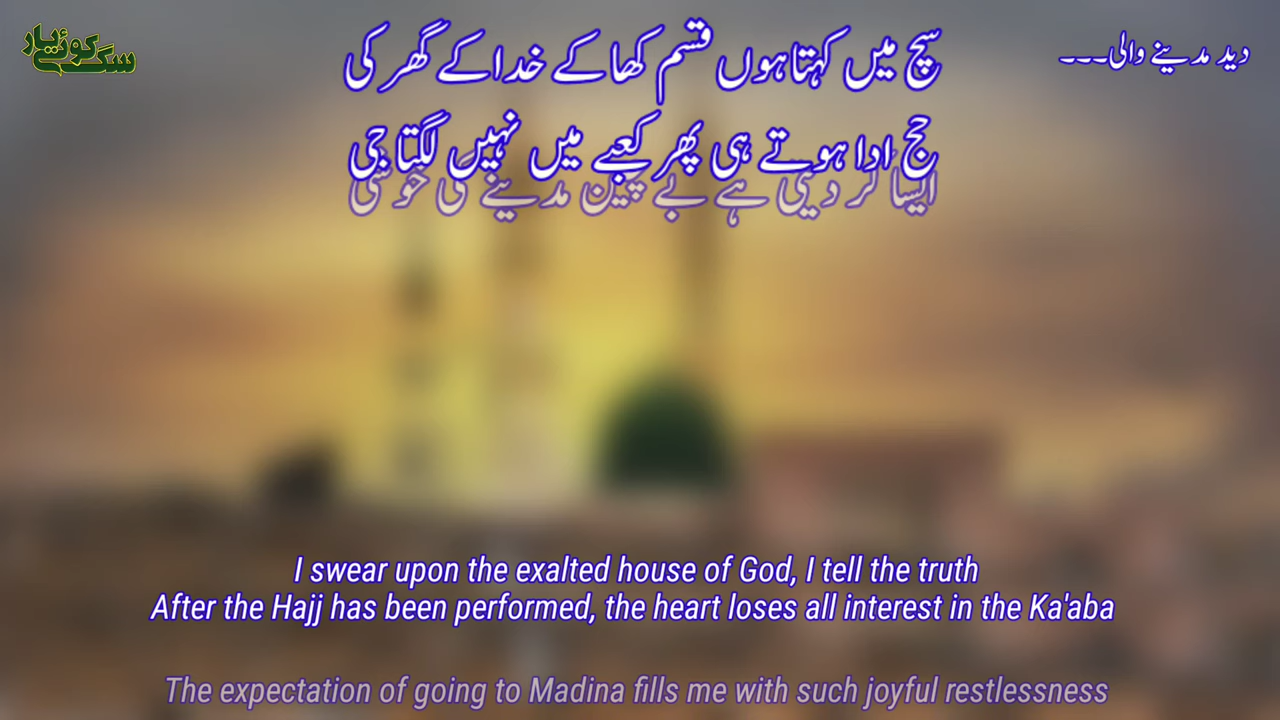 سگِ کوئے یار
دید مدینے والی۔۔۔
سچ میں کہتا ہوں قسم کھا کے خدا کے گھر کی
حج ادا ہوتے ہی پھر کعبے میں نہیں لگتا جی
ایسا کر دیتی ہے بے چین مدینے کی خوشی
I swear upon the exalted house of God, I tell the truth
After the Hajj has been performed, the heart loses all interest in the Ka'aba
The expectation of going to Madina fills me with such joyful restlessness